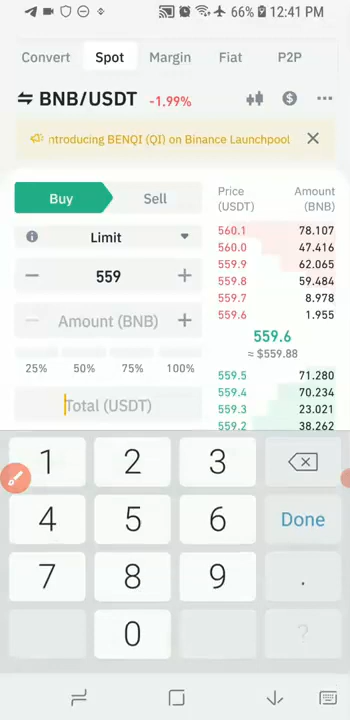 66% 12:41 PM
Convert Spot Margin Fiat P2P
BNB/USDT -1.99%
ntroducing BENQI (QI) on Binance Launchpool
Buy Sell
Limit
559
Amount (BNB)
25% 50% 75% 100%
Total (USDT)
Price Amount
(USDT) (BNB)
560.1 78.107
560.0 47.416
559.9 62.065
559.8 59.484
559.7 8.978
559.6 1.955
559.6
≈ $559.88
559.5 71.280
559.4 70.234
559.3 23.021
559.2 38.262
1 2 3
4 5 6 Done
7 8 9 .
0 ?